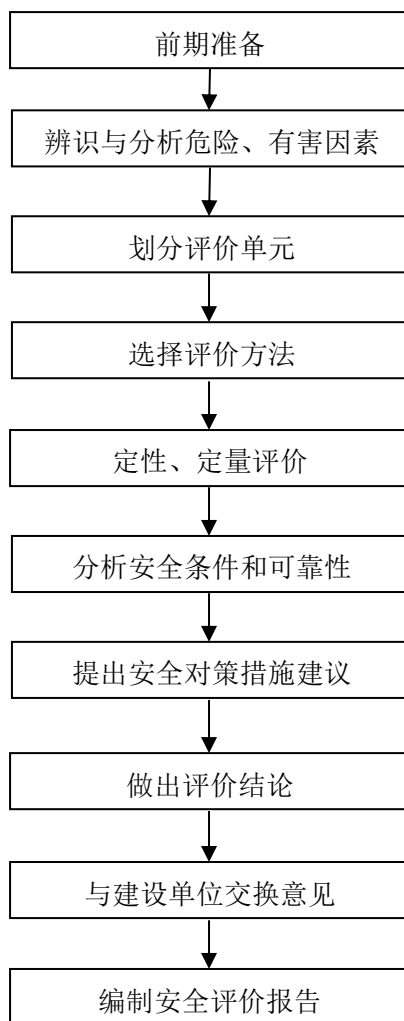 前期准备
辨识与分析危险、有害因素
划分评价单元
选择评价方法
定性、定量评价
分析安全条件和可靠性
提出安全对策措施建议
做出评价结论
与建设单位交换意见
编制安全评价报告